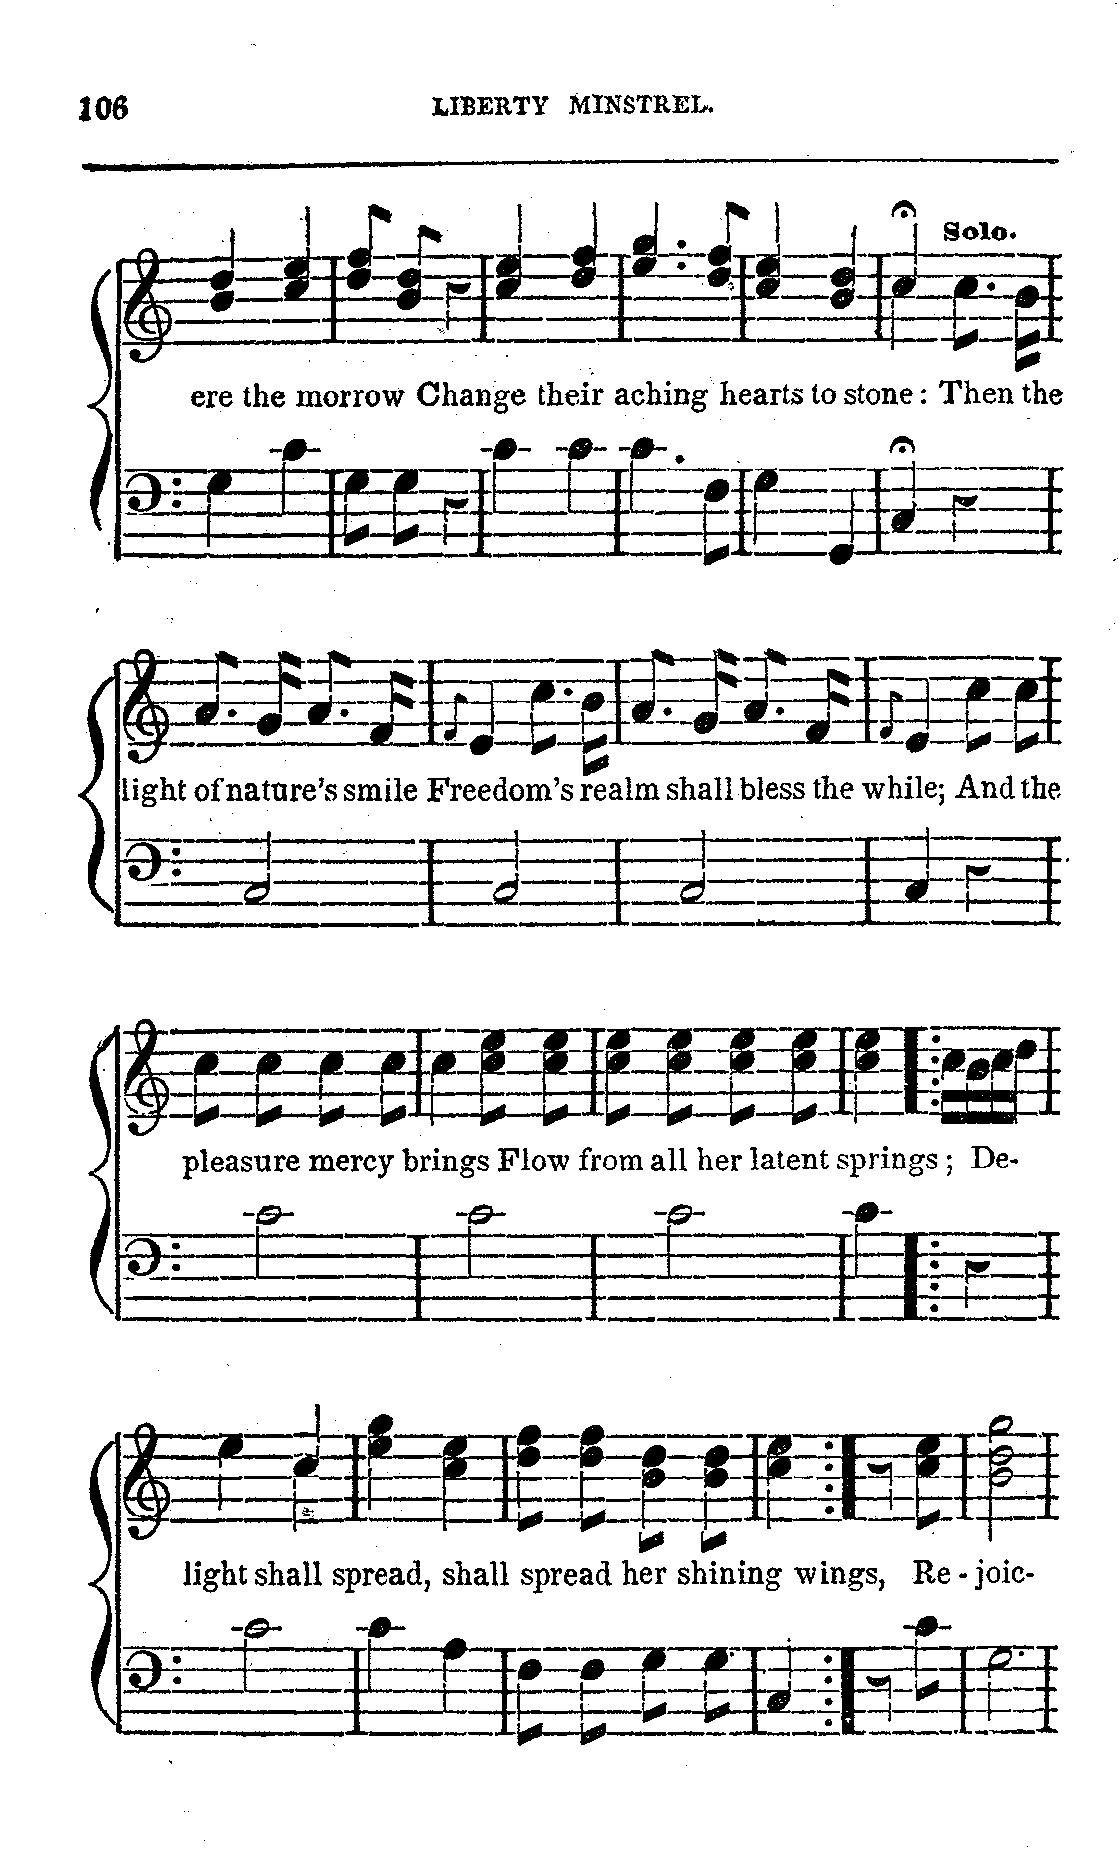 106
LIBERTY MINSTREL.
Solo.
ere the morrow Change their aching hearts to stone: Then the
light of nature's smile Freedom's realm shall bless the while; And the
pleasure mercy brings Flow from all her latent springs; De-
light shall spread, shall spread her shining wings, Re-joic-